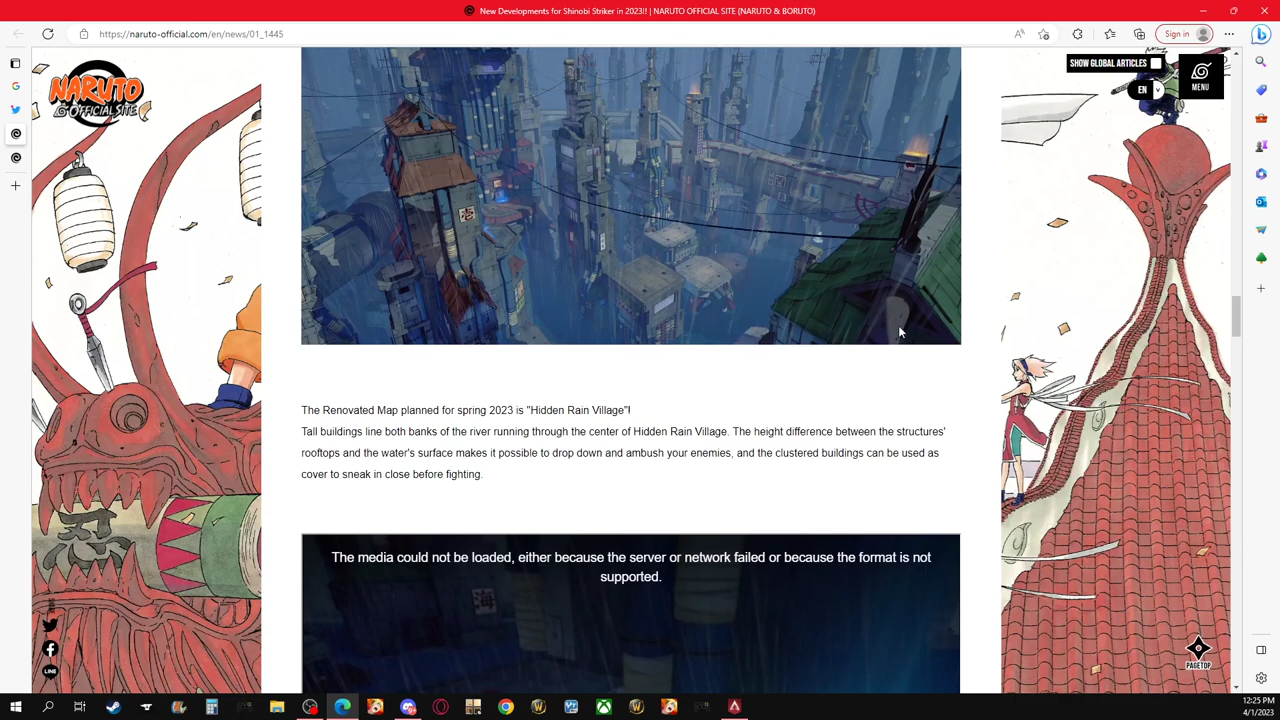 New Developments for Shinobi Striker in 2023!! | NARUTO OFFICIAL SITE (NARUTO & BORUTO)
https://naruto-official.com/en/news/01_1445
Sign in
NARUTO
OFFICIAL SITE
SHOW GLOBAL ARTICLES
EN
MENU
The Renovated Map planned for spring 2023 is "Hidden Rain Village"!
Tall buildings line both banks of the river running through the center of Hidden Rain Village. The height difference between the structures'
rooftops and the water's surface makes it possible to drop down and ambush your enemies, and the clustered buildings can be used as
cover to sneak in close before fighting.
The media could not be loaded, either because the server or network failed or because the format is not
supported.
海
LINE
PAGETOP
12:25 PM
4/1/2023